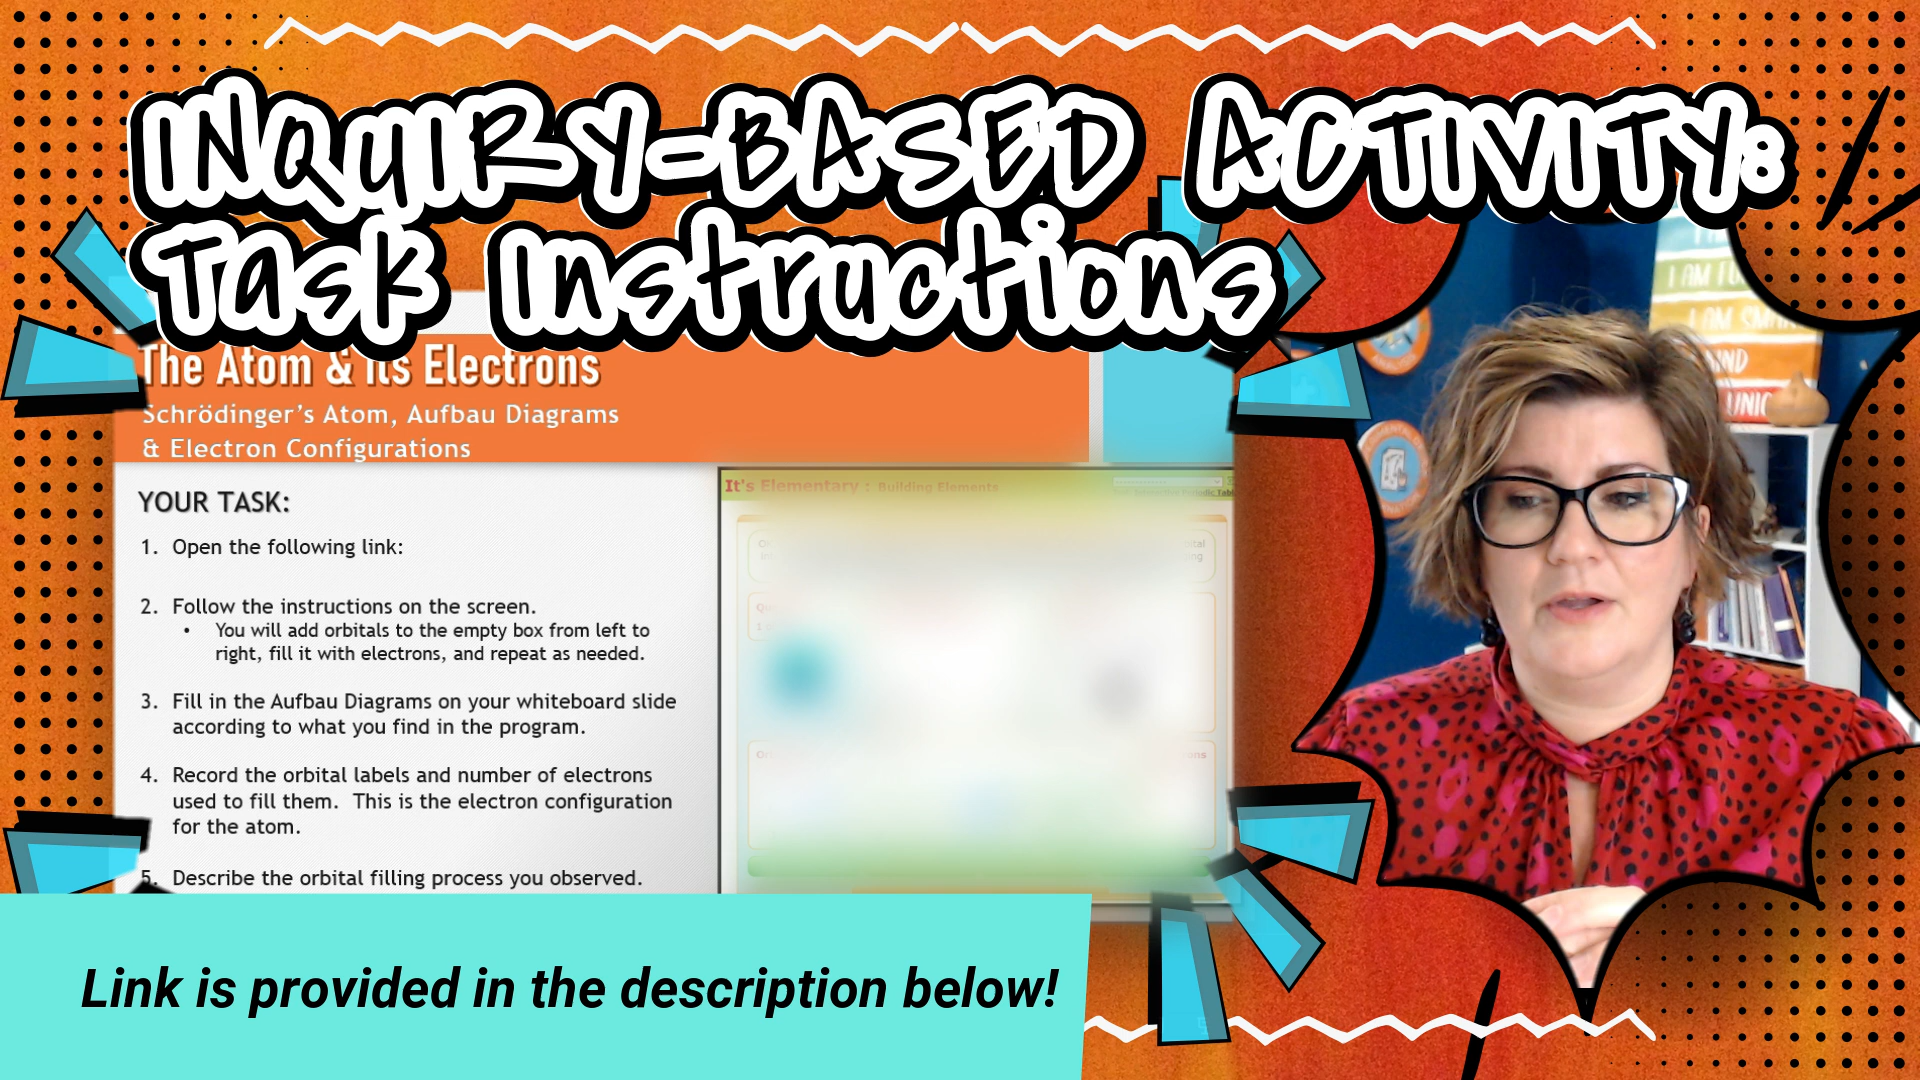 INQUIRY-BASED ACTIVITY:
Task Instructions
The Atom & Its Electrons
Schrödinger's Atom, Aufbau Diagrams
& Electron Configurations
YOUR TASK:
1. Open the following link:
2. Follow the instructions on the screen.
• You will add orbitals to the empty box from left to
right, fill it with electrons, and repeat as needed.
3. Fill in the Aufbau Diagrams on your whiteboard slide
according to what you find in the program.
4. Record the orbital labels and number of electrons
used to fill them. This is the electron configuration
for the atom.
5. Describe the orbital filling process you observed.
It's Elementary : Building Elements
I AM
I AM SMA
KIND
UNIQ
Link is provided in the description below!